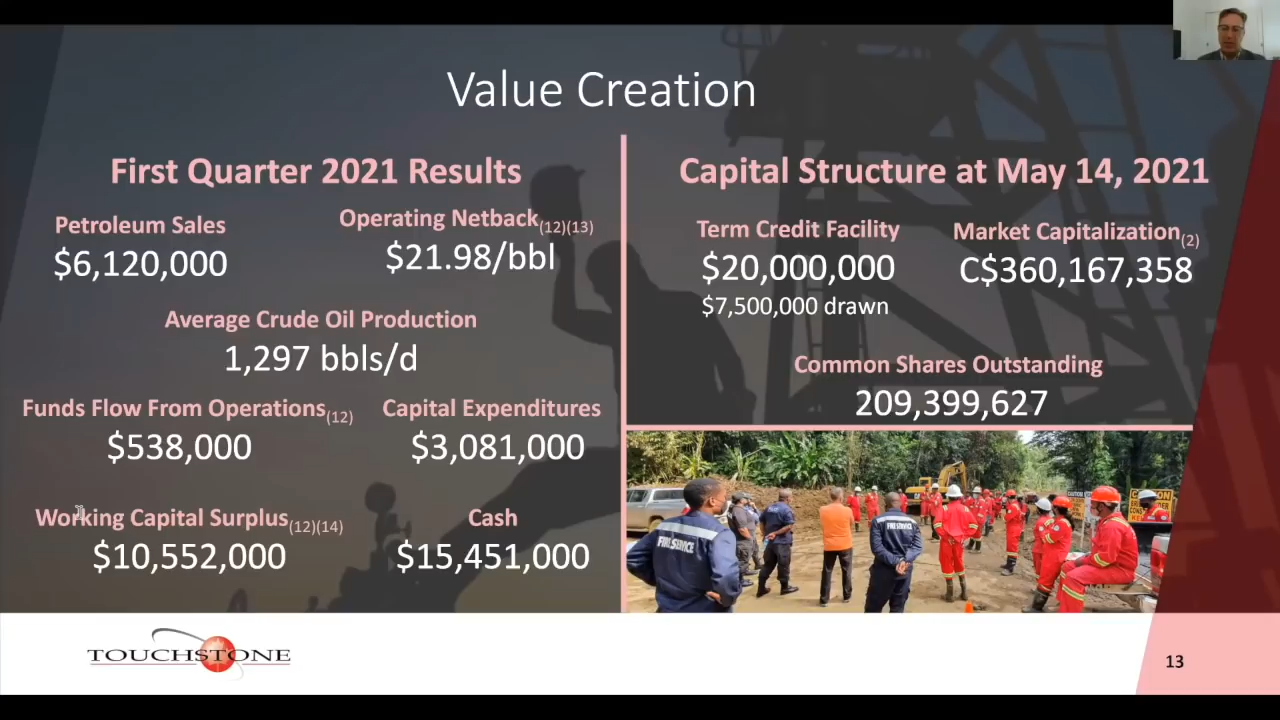 Value Creation
First Quarter 2021 Results
Petroleum Sales
$6,120,000
Operating Netback(12)(13)
$21.98/bbl
Average Crude Oil Production
1,297 bbls/d
Funds Flow From Operations(12)
$538,000
Capital Expenditures
$3,081,000
Working Capital Surplus(12)(14)
$10,552,000
Cash
$15,451,000
Capital Structure at May 14, 2021
Term Credit Facility
$20,000,000
$7,500,000 drawn
Market Capitalization(2)
C$360,167,358
Common Shares Outstanding
209,399,627
FIRE SERVICE
FIRE SERVICE
CAUTION
TOUCHSTONE
13